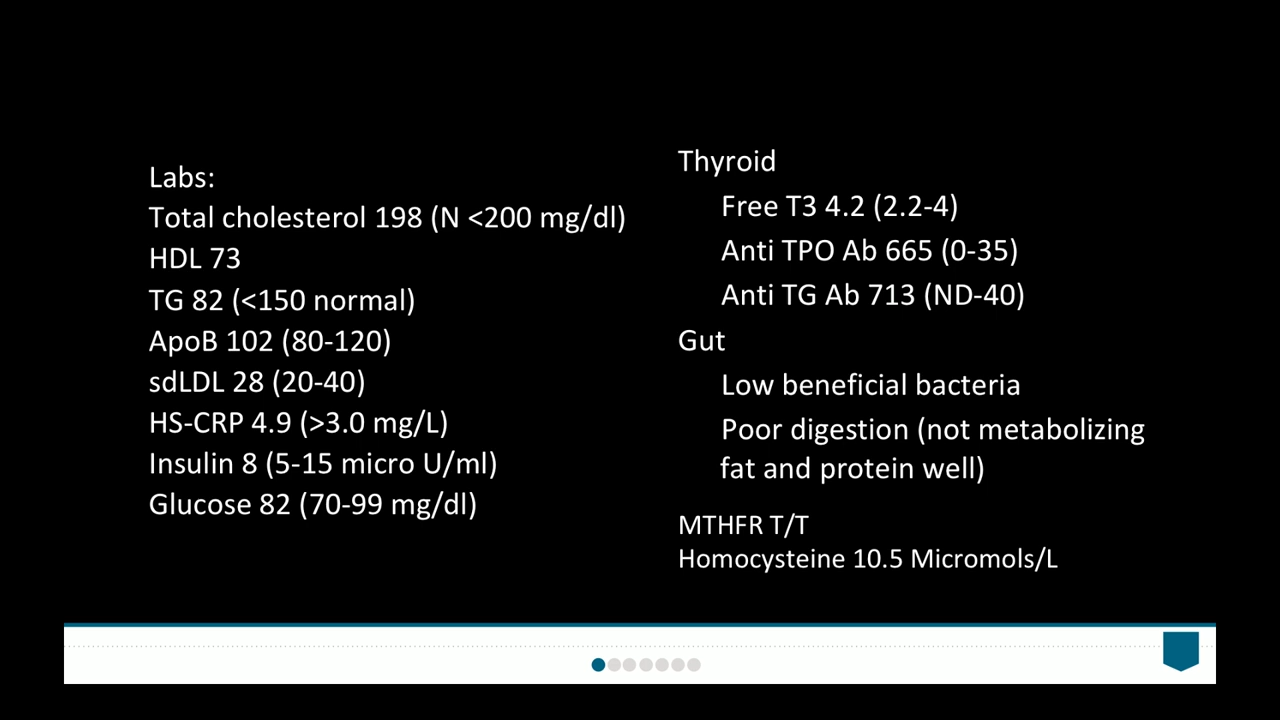 Labs:
Total cholesterol 198 (N <200 mg/dl)
HDL 73
TG 82 (<150 normal)
ApoB 102 (80-120)
sdLDL 28 (20-40)
HS-CRP 4.9 (>3.0 mg/L)
Insulin 8 (5-15 micro U/ml)
Glucose 82 (70-99 mg/dl)
Thyroid
Free T3 4.2 (2.2-4)
Anti TPO Ab 665 (0-35)
Anti TG Ab 713 (ND-40)
Gut
Low beneficial bacteria
Poor digestion (not metabolizing
fat and protein well)
MTHFR T/T
Homocysteine 10.5 Micromols/L